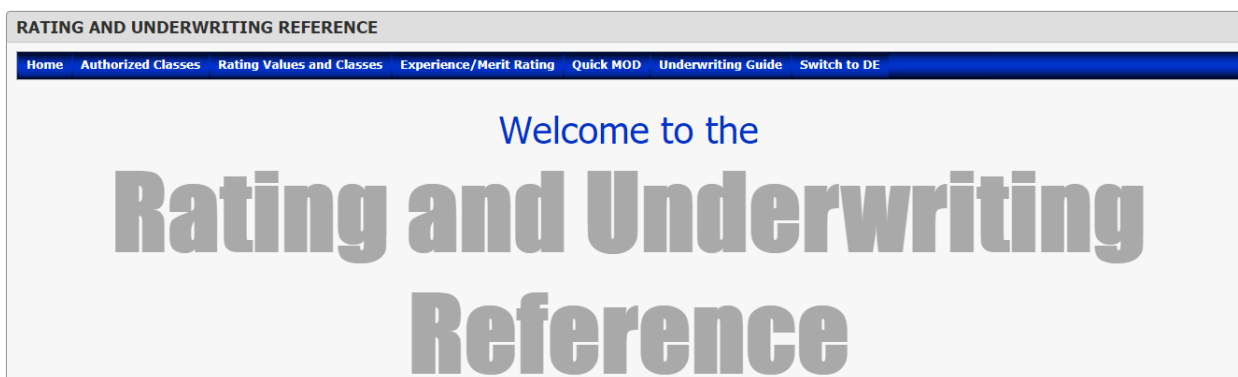 RATING AND UNDERWRITING REFERENCE
Home Authorized Classes Rating Values and Classes Experience/Merit Rating Quick MOD Underwriting Guide Switch to DE
Welcome to the
Rating and Underwriting
Reference